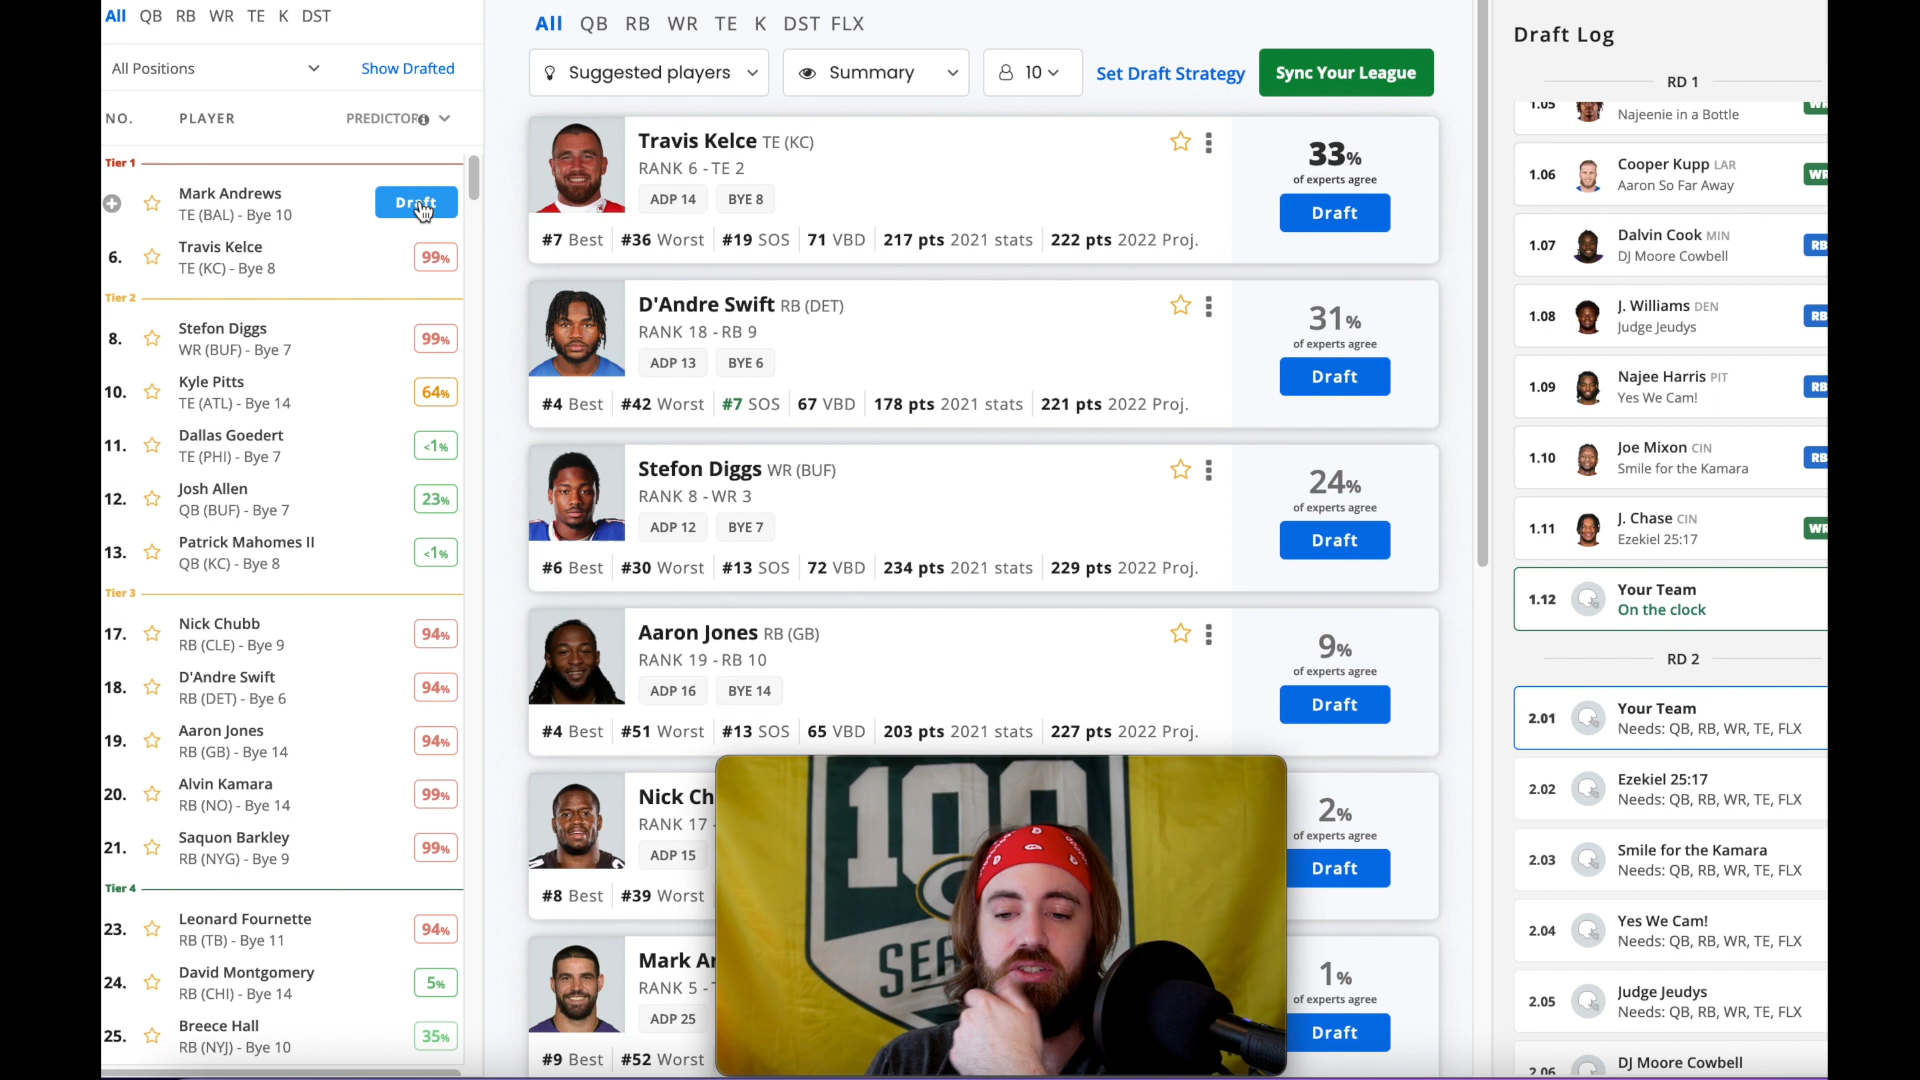 All QB RB WR TE K DST
All Positions
Show Drafted
NO. PLAYER PREDICTOR
Tier 1
Mark Andrews
TE (BAL) - Bye 10
Draft
6. Travis Kelce 99%
TE (KC) - Bye 8
Tier 2
8. Stefon Diggs 99%
WR (BUF) - Bye 7
10. Kyle Pitts 64%
TE (ATL) - Bye 14
11. Dallas Goedert <1%
TE (PHI) - Bye 7
12. Josh Allen 23%
QB (BUF) - Bye 7
13. Patrick Mahomes II <1%
QB (KC) - Bye 8
Tier 3
17. Nick Chubb 94%
RB (CLE) - Bye 9
18. D'Andre Swift 94%
RB (DET) - Bye 6
19. Aaron Jones 94%
RB (GB) - Bye 14
20. Alvin Kamara 99%
RB (NO) - Bye 14
21. Saquon Barkley 99%
RB (NYG) - Bye 9
Tier 4
23. Leonard Fournette 94%
RB (TB) - Bye 11
24. David Montgomery 5%
RB (CHI) - Bye 14
25. Breece Hall 35%
RB (NYJ) - Bye 10
All QB RB WR TE K DST FLX
Suggested players Summary 10 Set Draft Strategy Sync Your League
Travis Kelce TE (KC)
RANK 6 - TE 2
ADP 14 BYE 8
#7 Best #36 Worst #19 SOS 71 VBD 217 pts 2021 stats 222 pts 2022 Proj.
33%
of experts agree
Draft
D'Andre Swift RB (DET)
RANK 18 - RB 9
ADP 13 BYE 6
#4 Best #42 Worst #7 SOS 67 VBD 178 pts 2021 stats 221 pts 2022 Proj.
31%
of experts agree
Draft
Stefon Diggs WR (BUF)
RANK 8 - WR 3
ADP 12 BYE 7
#6 Best #30 Worst #13 SOS 72 VBD 234 pts 2021 stats 229 pts 2022 Proj.
24%
of experts agree
Draft
Aaron Jones RB (GB)
RANK 19 - RB 10
ADP 16 BYE 14
#4 Best #51 Worst #13 SOS 65 VBD 203 pts 2021 stats 227 pts 2022 Proj.
9%
of experts agree
Draft
Nick Ch
RANK 17 -
ADP 15
#8 Best #39 Worst
2%
of experts agree
Draft
Mark
RANK 5 -
ADP 25
#9 Best #52 Worst
1%
of experts agree
Draft
100
SEA
Draft Log
RD 1
1.05 Najeenie in a Bottle WR
1.06 Cooper Kupp LAR WR
Aaron So Far Away
1.07 Dalvin Cook MIN RB
DJ Moore Cowbell
1.08 J. Williams DEN RB
Judge Jeudys
1.09 Najee Harris PIT RB
Yes We Cam!
1.10 Joe Mixon CIN RB
Smile for the Kamara
1.11 J. Chase CIN WR
Ezekiel 25:17
1.12 Your Team
On the clock
RD 2
2.01 Your Team
Needs: QB, RB, WR, TE, FLX
2.02 Ezekiel 25:17
Needs: QB, RB, WR, TE, FLX
2.03 Smile for the Kamara
Needs: QB, RB, WR, TE, FLX
2.04 Yes We Cam!
Needs: QB, RB, WR, TE, FLX
2.05 Judge Jeudys
Needs: QB, RB, WR, TE, FLX
2.06 DJ Moore Cowbell